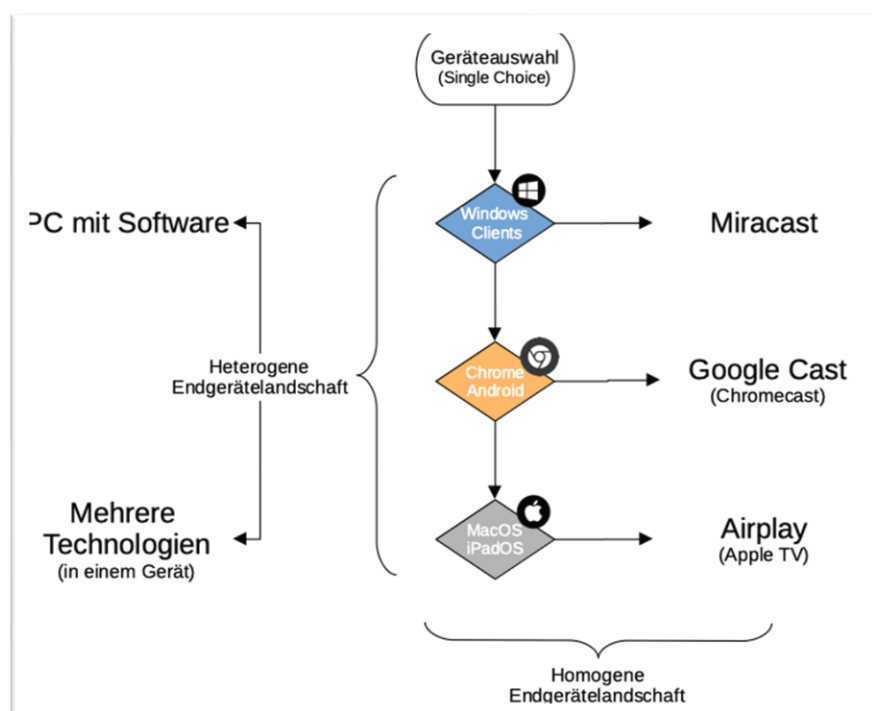 Geräteauswahl
(Single Choice)
Windows
Clients
Miracast
PC mit Software
Chrome
Android
Google Cast
(Chromecast)
Heterogene
Endgerätelandschaft
MacOS
iPadOS
Airplay
(Apple TV)
Mehrere
Technologien
(in einem Gerät)
Homogene
Endgerätelandschaft